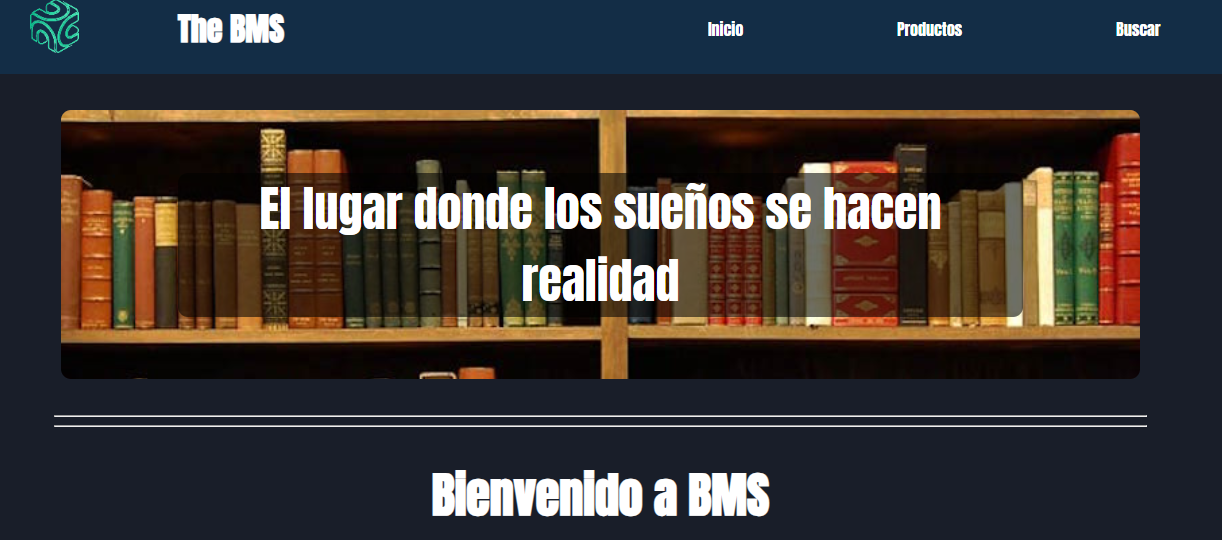 The BMS
Inicio
Productos
Buscar
El lugar donde los sueños se hacen
realidad
Bienvenido a BMS